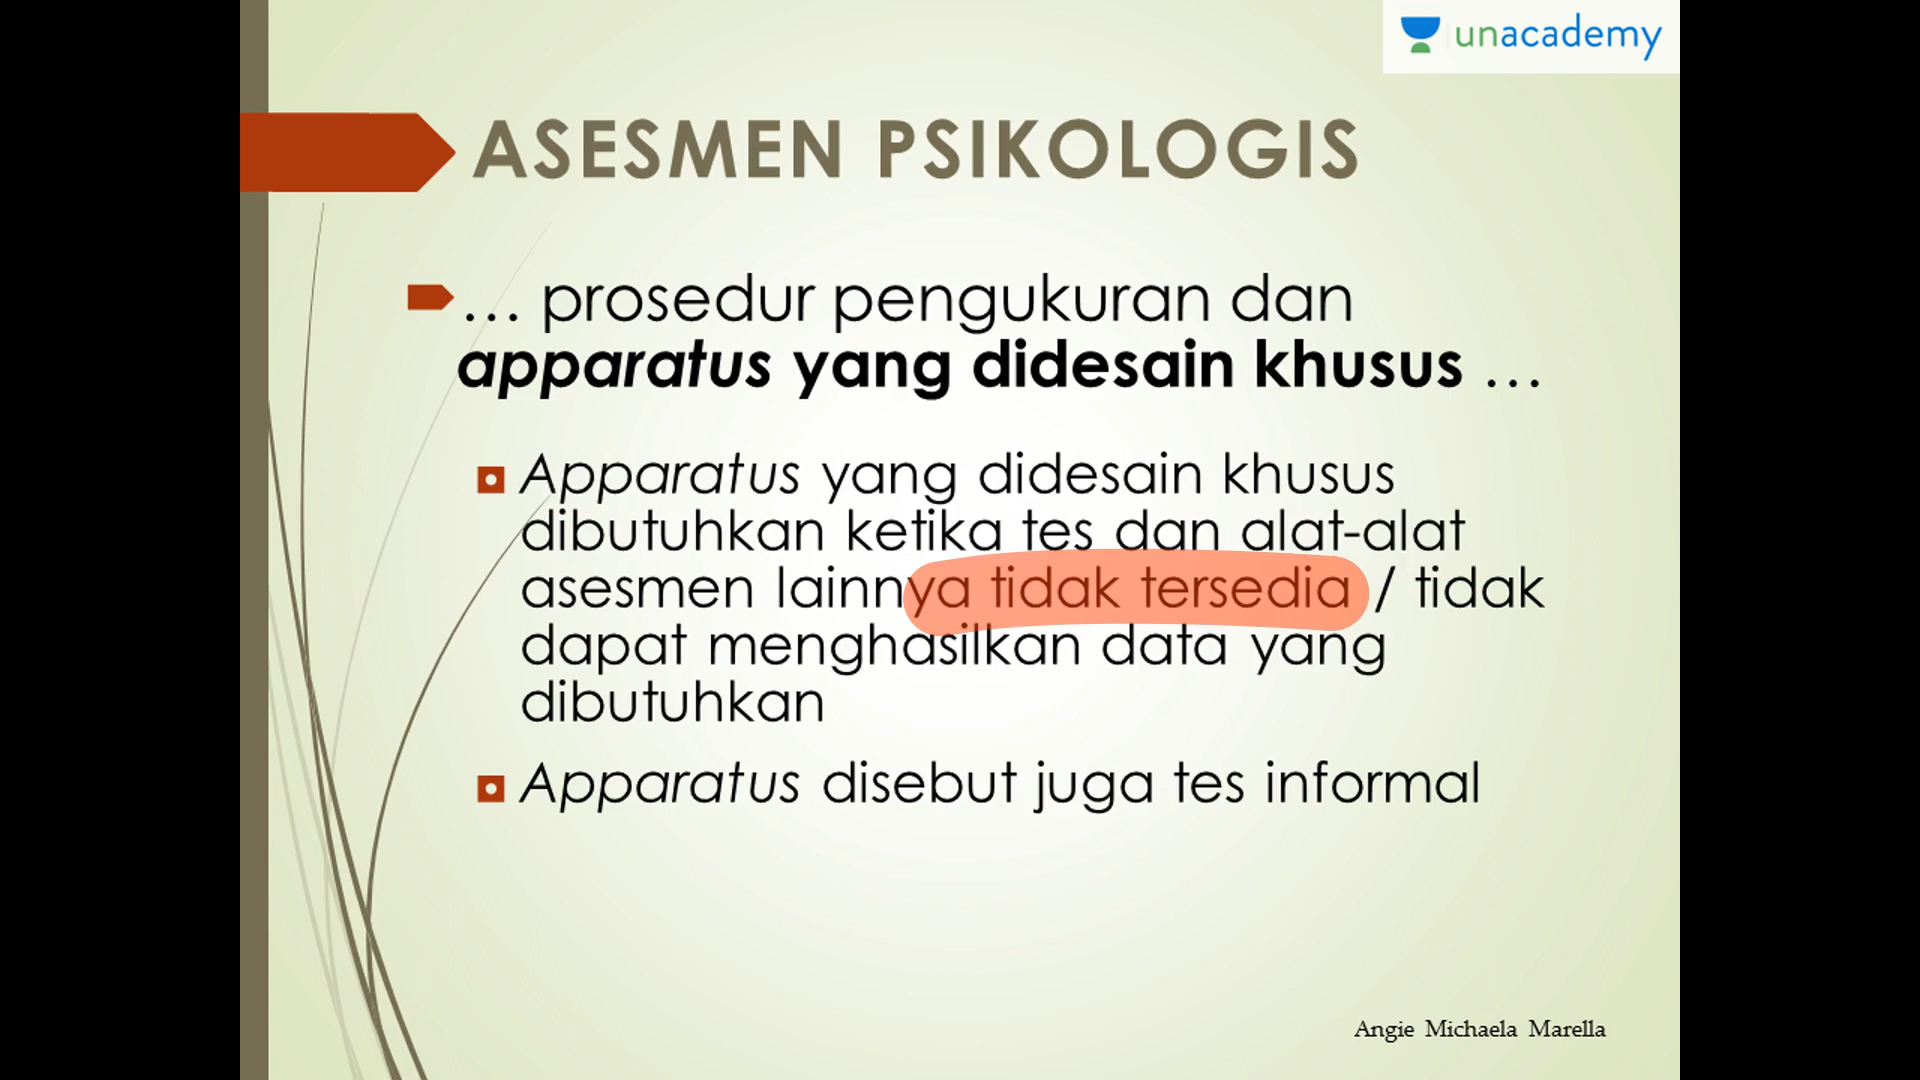 unacademy
ASESMEN PSIKOLOGIS
... prosedur pengukuran dan
apparatus yang didesain khusus ...
Apparatus yang didesain khusus
dibutuhkan ketika tes dan alat-alat
asesmen lainnya tidak tersedia / tidak
dapat menghasilkan data yang
dibutuhkan
Apparatus disebut juga tes informal
Angie Michaela Marella